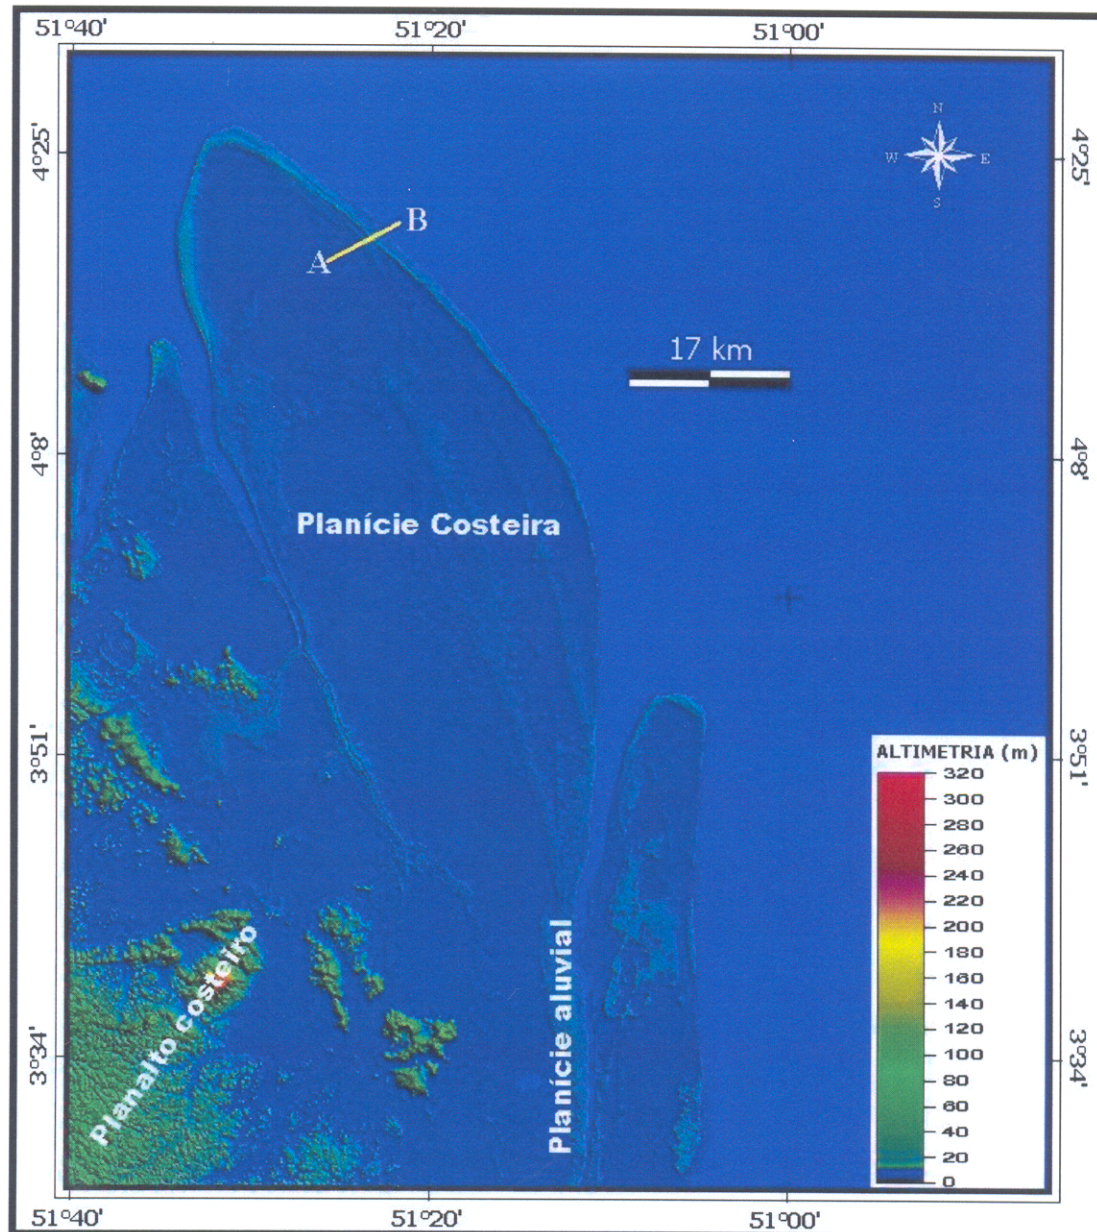 51°40' 51°20' 51°00'
4°25' 4°25'
N
W E
S
B
A
17 km
4°8' 4°8'
Planície Costeira
3°51' 3°51'
ALTIMETRIA (m)
320
300
280
260
240
220
200
180
160
140
120
100
80
60
40
20
0
Planalto costeiro
Planície aluvial
3°34' 3°34'
51°40' 51°20' 51°00'